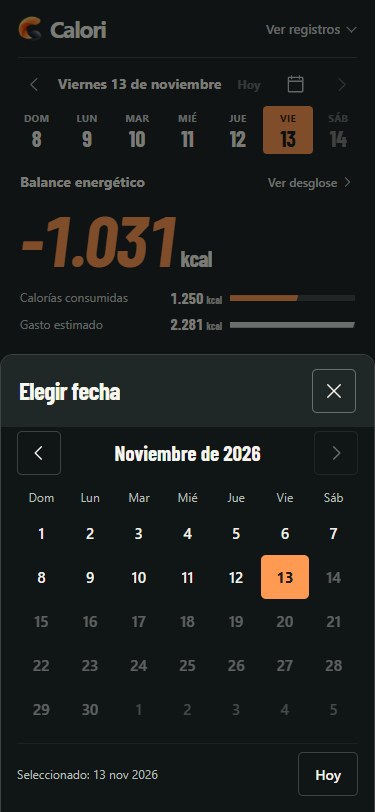 Calori
Ver registros
Viernes 13 de noviembre Hoy
DOM LUN MAR MIÉ JUE VIE SÁB
8 9 10 11 12 13 14
Balance energético Ver desglose
-1.031 kcal
Calorías consumidas 1.250 kcal
Gasto estimado 2.281 kcal
Elegir fecha
Noviembre de 2026
Dom Lun Mar Mié Jue Vie Sáb
1 2 3 4 5 6 7
8 9 10 11 12 13 14
15 16 17 18 19 20 21
22 23 24 25 26 27 28
29 30 1 2 3 4 5
Seleccionado: 13 nov 2026 Hoy